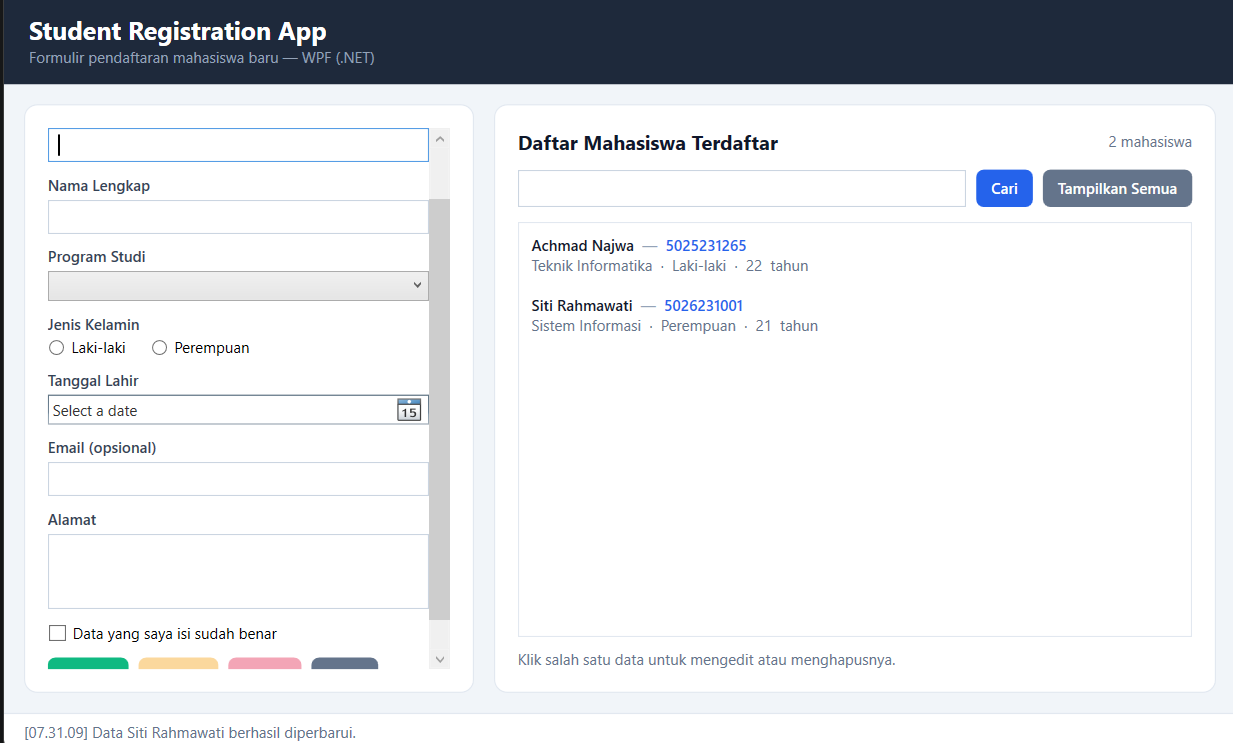 Student Registration App
Formulir pendaftaran mahasiswa baru — WPF (.NET)
Nama Lengkap
Program Studi
Jenis Kelamin
Laki-laki Perempuan
Tanggal Lahir
Select a date 15
Email (opsional)
Alamat
Data yang saya isi sudah benar
Daftar Mahasiswa Terdaftar 2 mahasiswa
Cari Tampilkan Semua
Achmad Najwa — 5025231265
Teknik Informatika · Laki-laki · 22 tahun
Siti Rahmawati — 5026231001
Sistem Informasi · Perempuan · 21 tahun
Klik salah satu data untuk mengedit atau menghapusnya.
[07.31.09] Data Siti Rahmawati berhasil diperbarui.